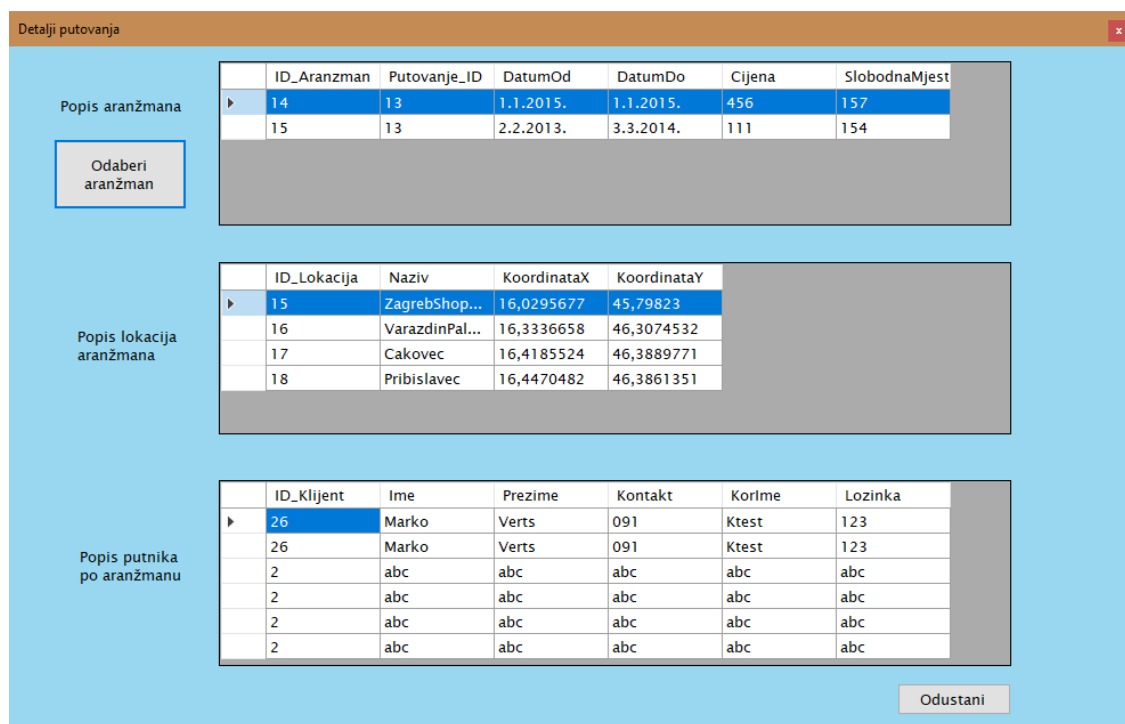 Detalji putovanja
x
Popis aranžmana
Odaberi
aranžman
ID_Aranzman Putovanje_ID DatumOd DatumDo Cijena SlobodnaMjest
14 13 1.1.2015. 1.1.2015. 456 157
15 13 2.2.2013. 3.3.2014. 111 154
Popis lokacija
aranžmana
ID_Lokacija Naziv KoordinataX KoordinataY
15 ZagrebShop... 16,0295677 45,79823
16 VarazdinPal... 16,3336658 46,3074532
17 Cakovec 16,4185524 46,3889771
18 Pribislavec 16,4470482 46,3861351
Popis putnika
po aranžmanu
ID_Klijent Ime Prezime Kontakt KorIme Lozinka
26 Marko Verts 091 Ktest 123
26 Marko Verts 091 Ktest 123
2 abc abc abc abc abc
2 abc abc abc abc abc
2 abc abc abc abc abc
2 abc abc abc abc abc
Odustani